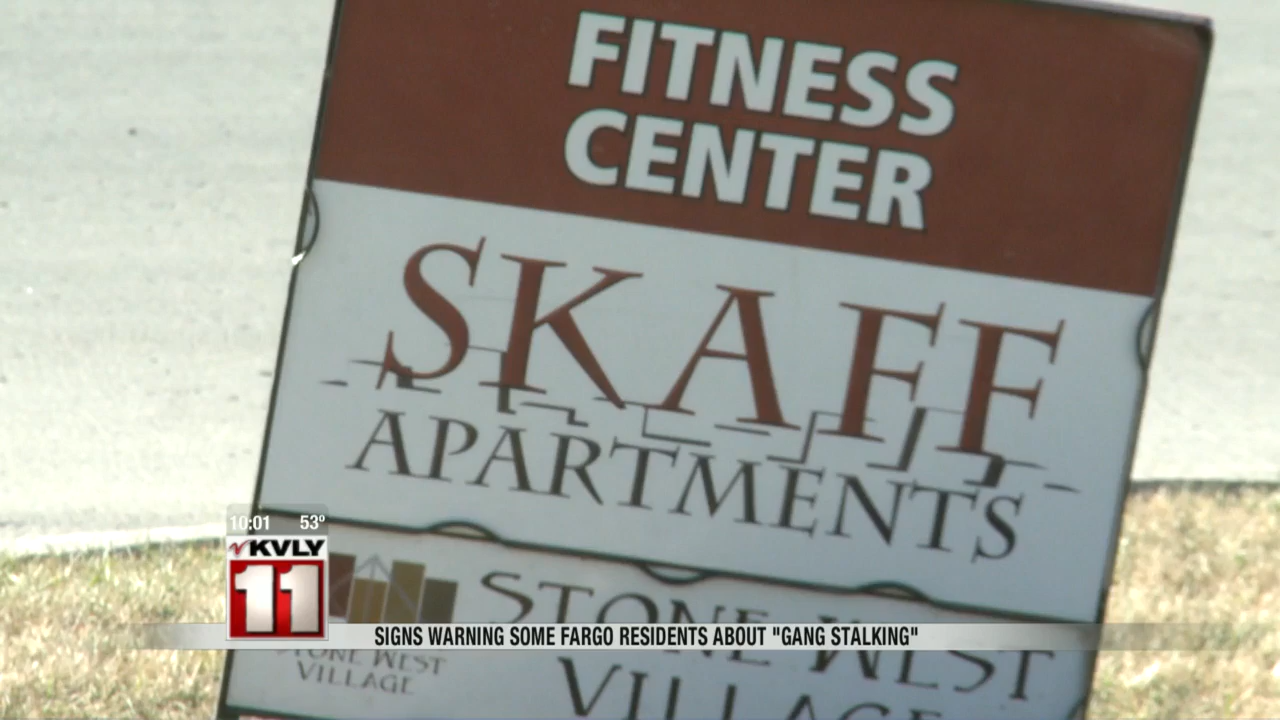 FITNESS
CENTER
SKAFF
APARTMENTS
10:01 53º
KVLY
11
STONE WEST
VILLAGE
SIGNS WARNING SOME FARGO RESIDENTS ABOUT "GANG STALKING"
STONE WEST
VILLAGE